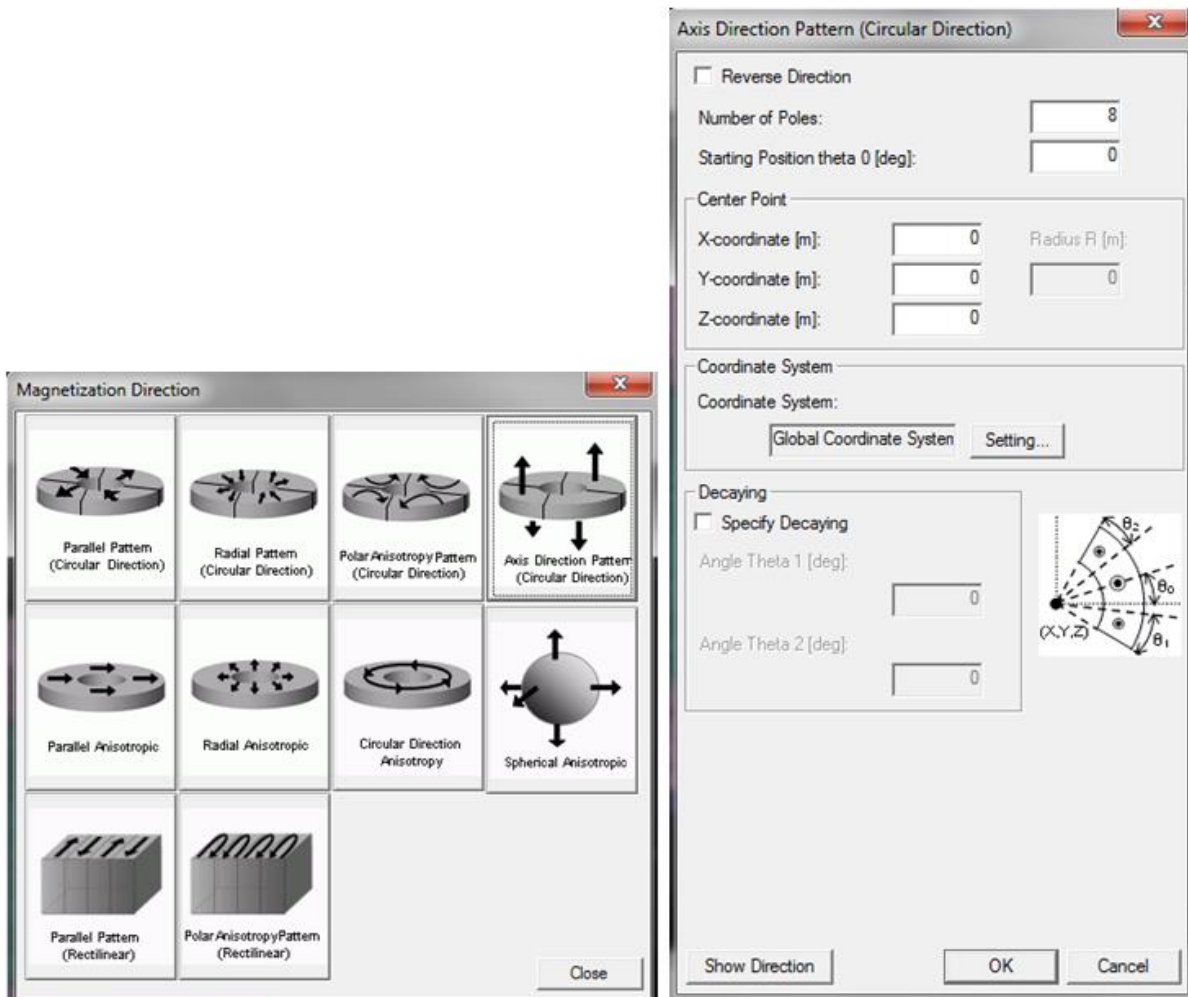 Magnetization Direction
Parallel Pattern
(Circular Direction)
Radial Pattern
(Circular Direction)
Polar Anisotropy Pattern
(Circular Direction)
Axis Direction Pattern
(Circular Direction)
Parallel Anisotropic
Radial Anisotropic
Circular Direction
Anisotropy
Spherical Anisotropic
Parallel Pattern
(Rectilinear)
Polar Anisotropy Pattern
(Rectilinear)
Close
Axis Direction Pattern (Circular Direction)
Reverse Direction
Number of Poles: 8
Starting Position theta 0 [deg]: 0
Center Point
X-coordinate [m]: 0 Radius R [m]:
Y-coordinate [m]: 0 0
Z-coordinate [m]: 0
Coordinate System
Coordinate System:
Global Coordinate System Setting...
Decaying
Specify Decaying
Angle Theta 1 [deg]:
0
Angle Theta 2 [deg]:
0
θ2
θ0
(X,Y,Z)
θ1
Show Direction OK Cancel